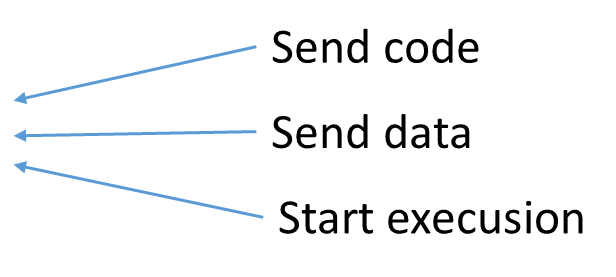 Send code
Send data
Start execusion